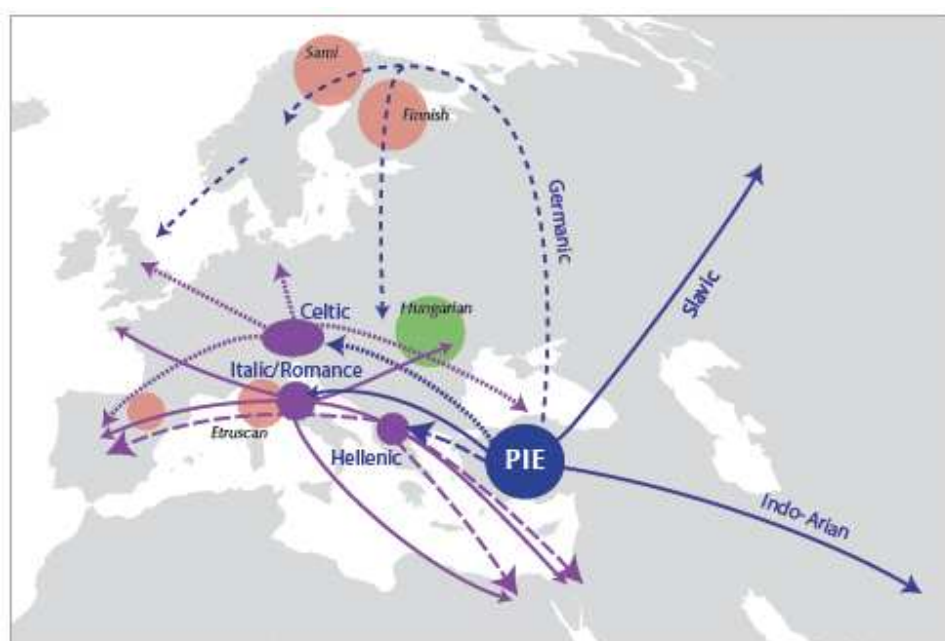 Sami
Finnish
Germanic
Slavic
Hungarian
Celtic
Italic/Romance
Etruscan
Hellenic
PIE
Indo-Arian